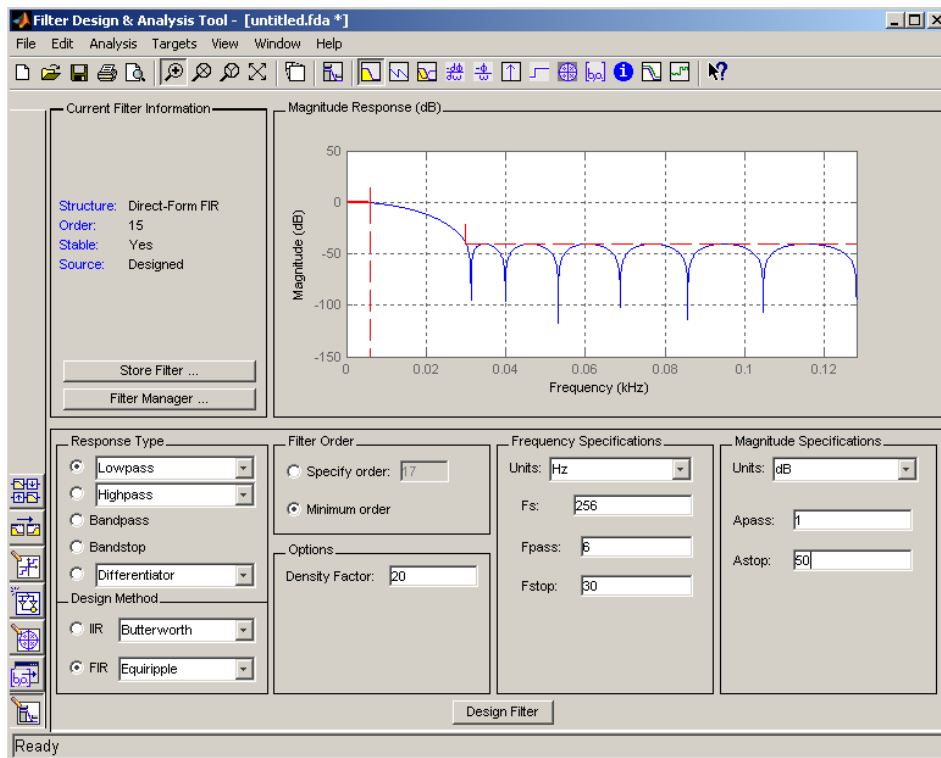 Filter Design & Analysis Tool - [untitled.fda *]
File Edit Analysis Targets View Window Help
Current Filter Information
Structure: Direct-Form FIR
Order: 15
Stable: Yes
Source: Designed
Store Filter ...
Filter Manager ...
Magnitude Response (dB)
Magnitude (dB)
50
0
-50
-100
-150
0 0.02 0.04 0.06 0.08 0.1 0.12
Frequency (kHz)
Response Type
Lowpass
Highpass
Bandpass
Bandstop
Differentiator
Design Method
IIR Butterworth
FIR Equiripple
Filter Order
Specify order: 17
Minimum order
Options
Density Factor: 20
Frequency Specifications
Units: Hz
Fs: 256
Fpass: 6
Fstop: 30
Magnitude Specifications
Units: dB
Apass: 1
Astop: 50
Design Filter
Ready